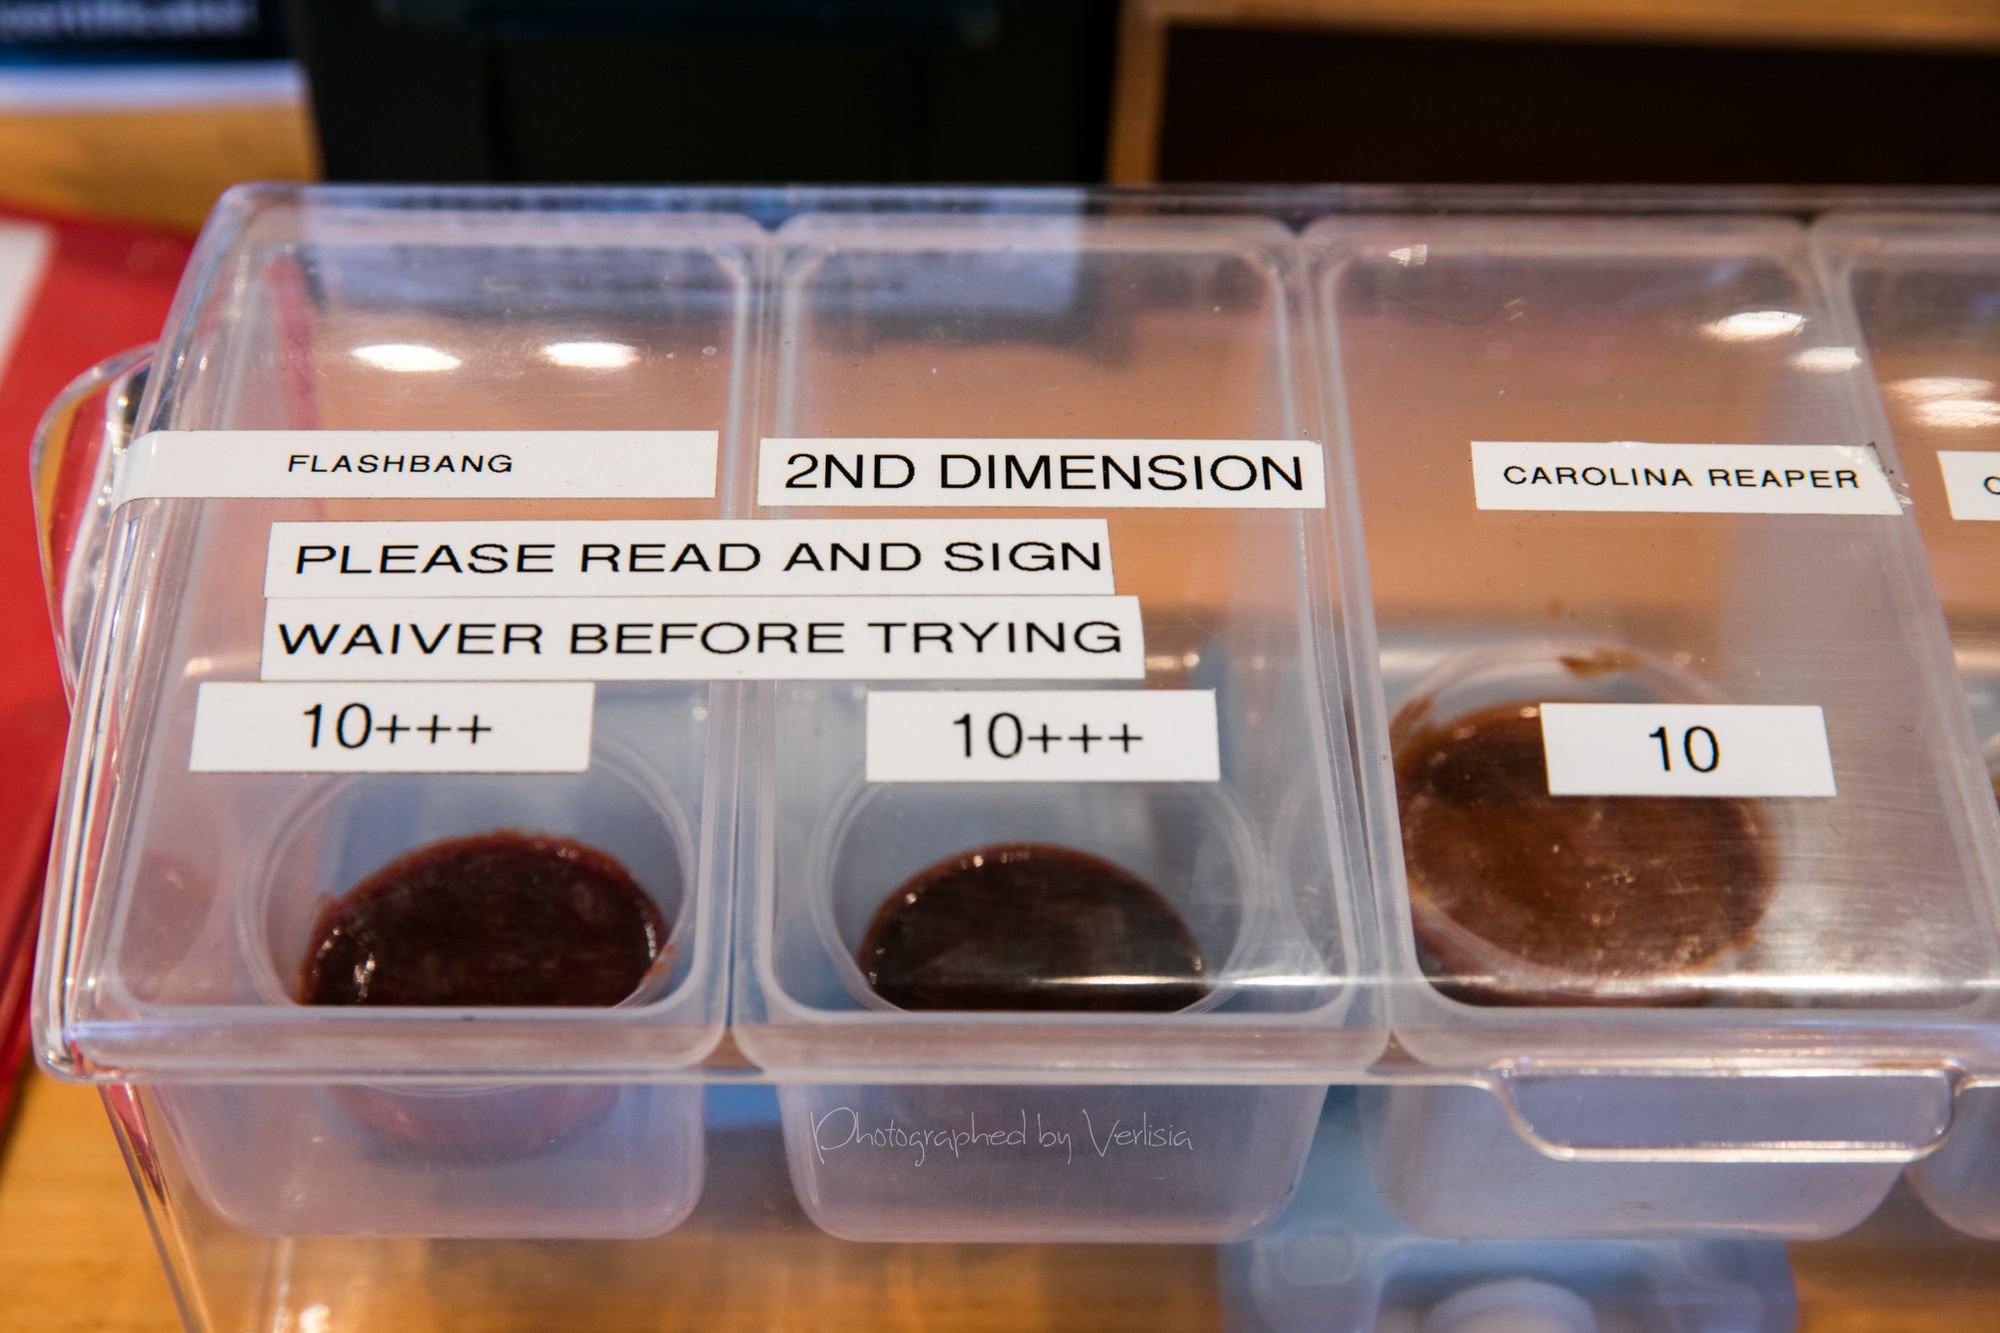 FLASHBANG
2ND DIMENSION
CAROLINA REAPER
PLEASE READ AND SIGN
WAIVER BEFORE TRYING
10+++
10+++
10
Photographed by Verlisia